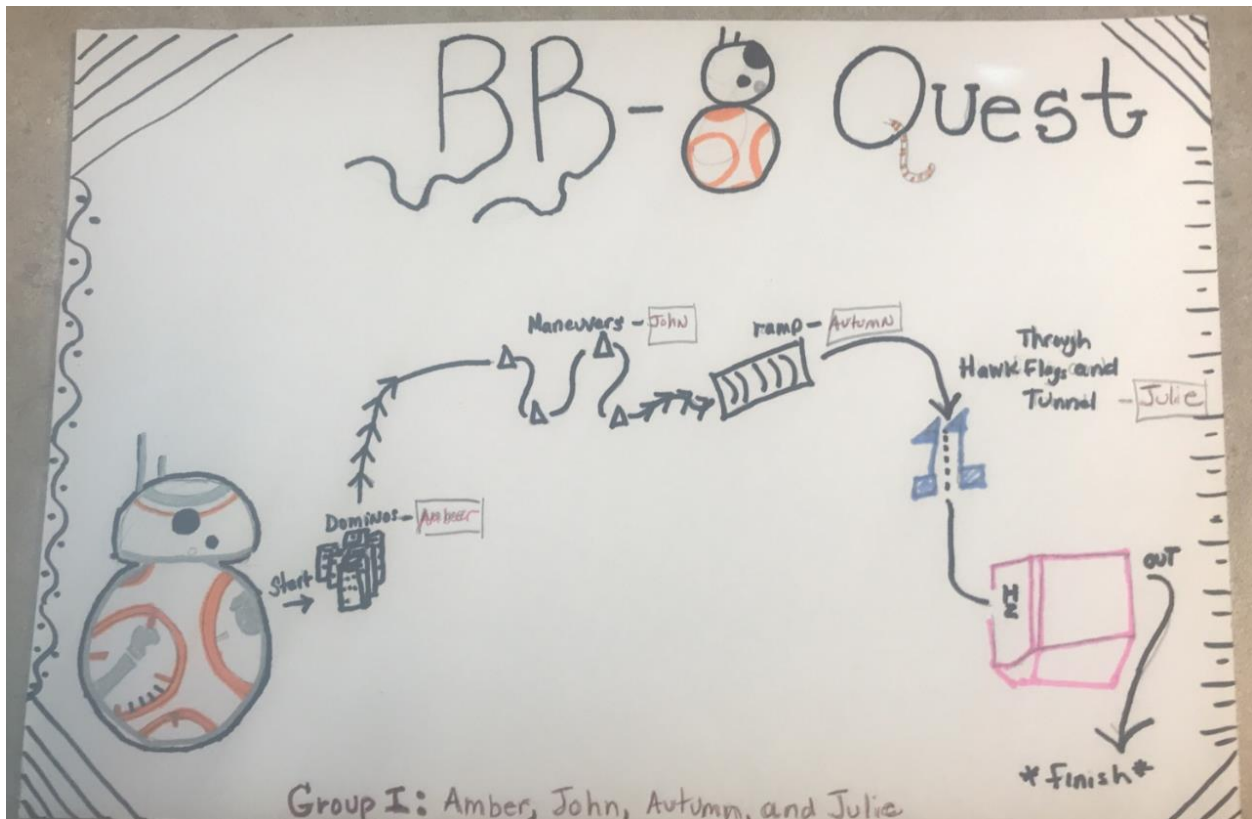 BB-8 Quest
Maneuvers - John
ramp - Autumn
Through
Hawk Flags and
Tunnel - Julie
Dominos - Amber
Start
IN
OUT
*Finish*
Group I: Amber, John, Autumn, and Julie